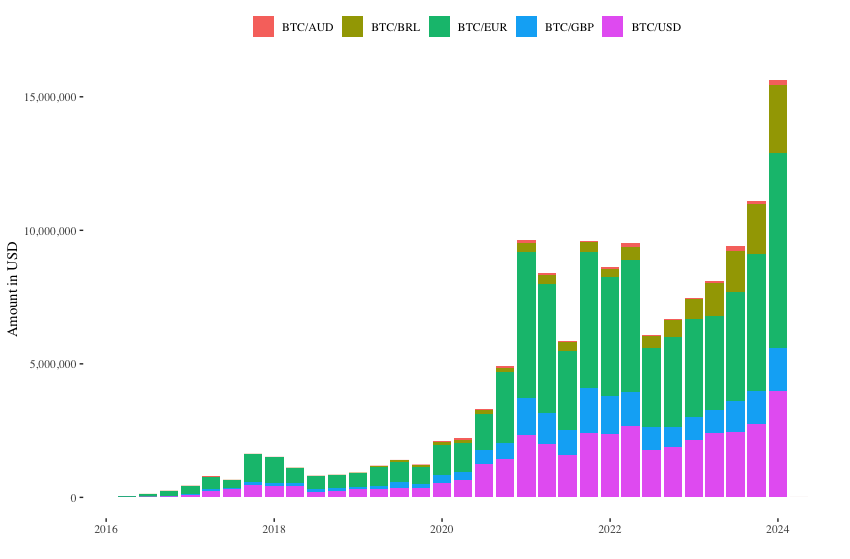 BTC/AUD BTC/BRL BTC/EUR BTC/GBP BTC/USD
Amount in USD
15,000,000
10,000,000
5,000,000
0
2016 2018 2020 2022 2024